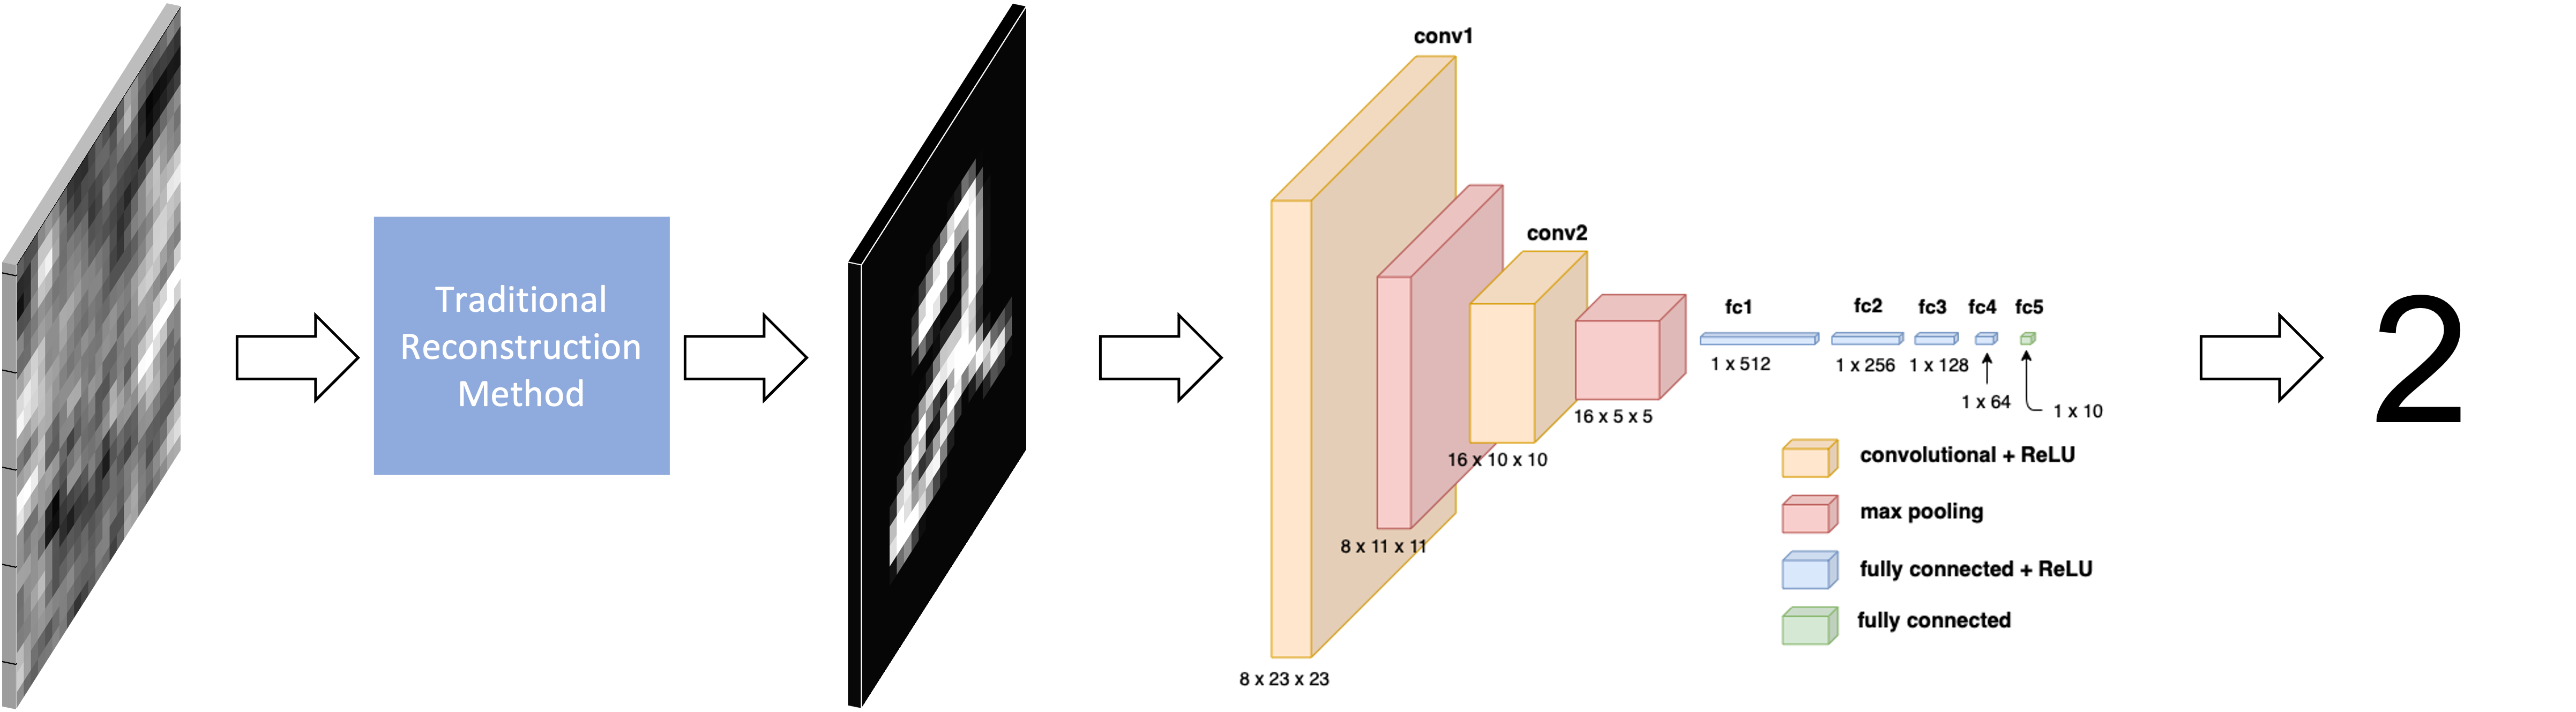 Traditional
Reconstruction
Method
conv1
8 x 23 x 23
8 x 11 x 11
conv2
16 x 10 x 10
16 x 5 x 5
fc1
fc2
fc3
fc4
fc5
1 x 512
1 x 256
1 x 128
1 x 64
1 x 10
convolutional + ReLU
max pooling
fully connected + ReLU
fully connected
2